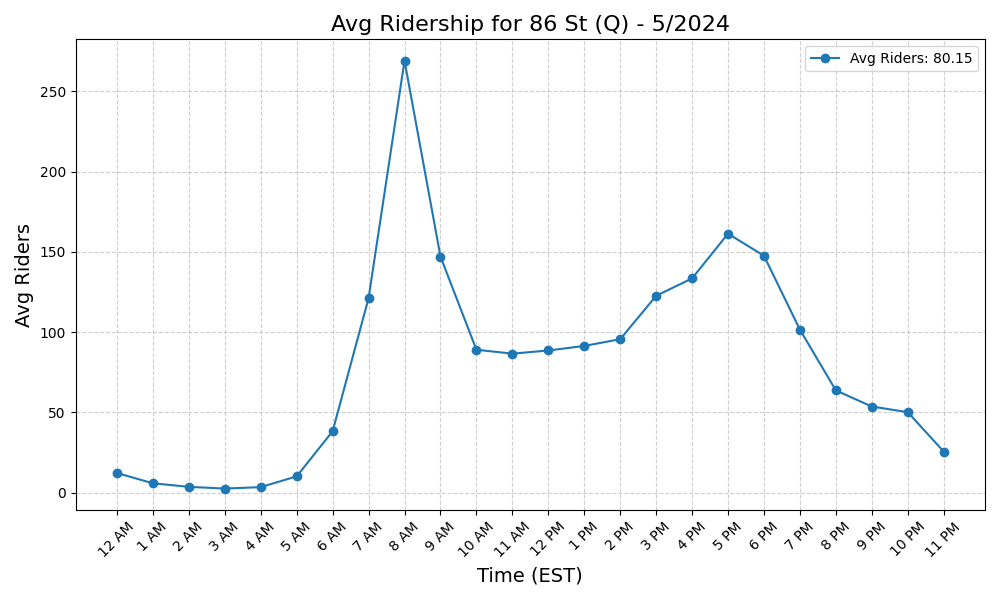 Avg Ridership for 86 St (Q) - 5/2024
Avg Riders: 80.15
Avg Riders
250
200
150
100
50
0
12 AM
1 AM
2 AM
3 AM
4 AM
5 AM
6 AM
7 AM
8 AM
9 AM
10 AM
11 AM
12 PM
1 PM
2 PM
3 PM
4 PM
5 PM
6 PM
7 PM
8 PM
9 PM
10 PM
11 PM
Time (EST)